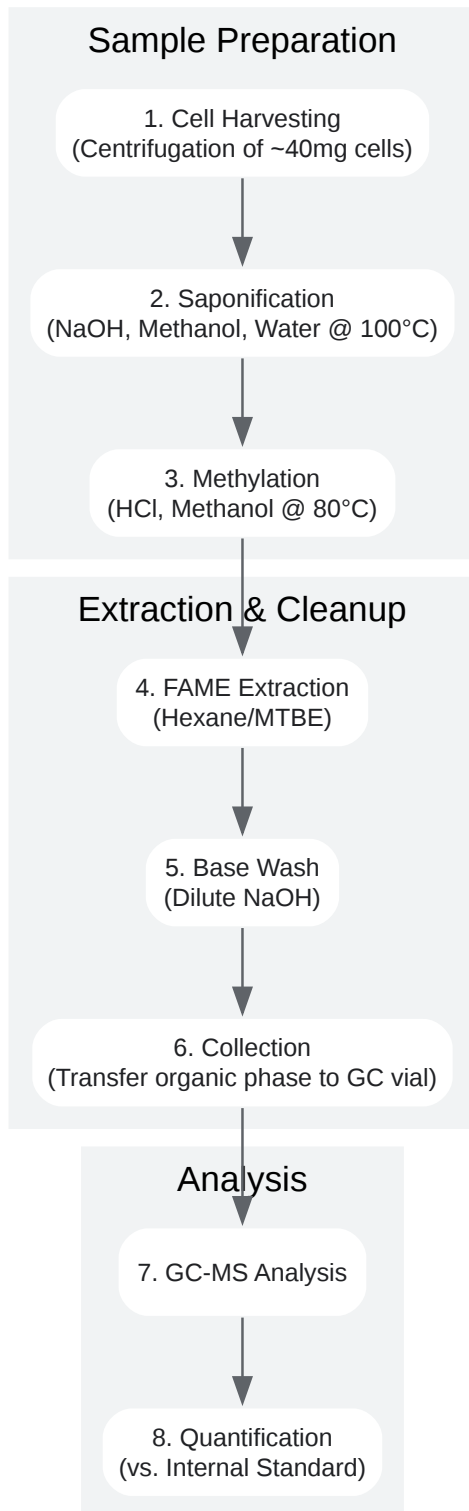 Sample Preparation
1. Cell Harvesting
(Centrifugation of ~40mg cells)
2. Saponification
(NaOH, Methanol, Water @ 100°C)
3. Methylation
(HCl, Methanol @ 80°C)
Extraction & Cleanup
4. FAME Extraction
(Hexane/MTBE)
5. Base Wash
(Dilute NaOH)
6. Collection
(Transfer organic phase to GC vial)
Analysis
7. GC-MS Analysis
8. Quantification
(vs. Internal Standard)